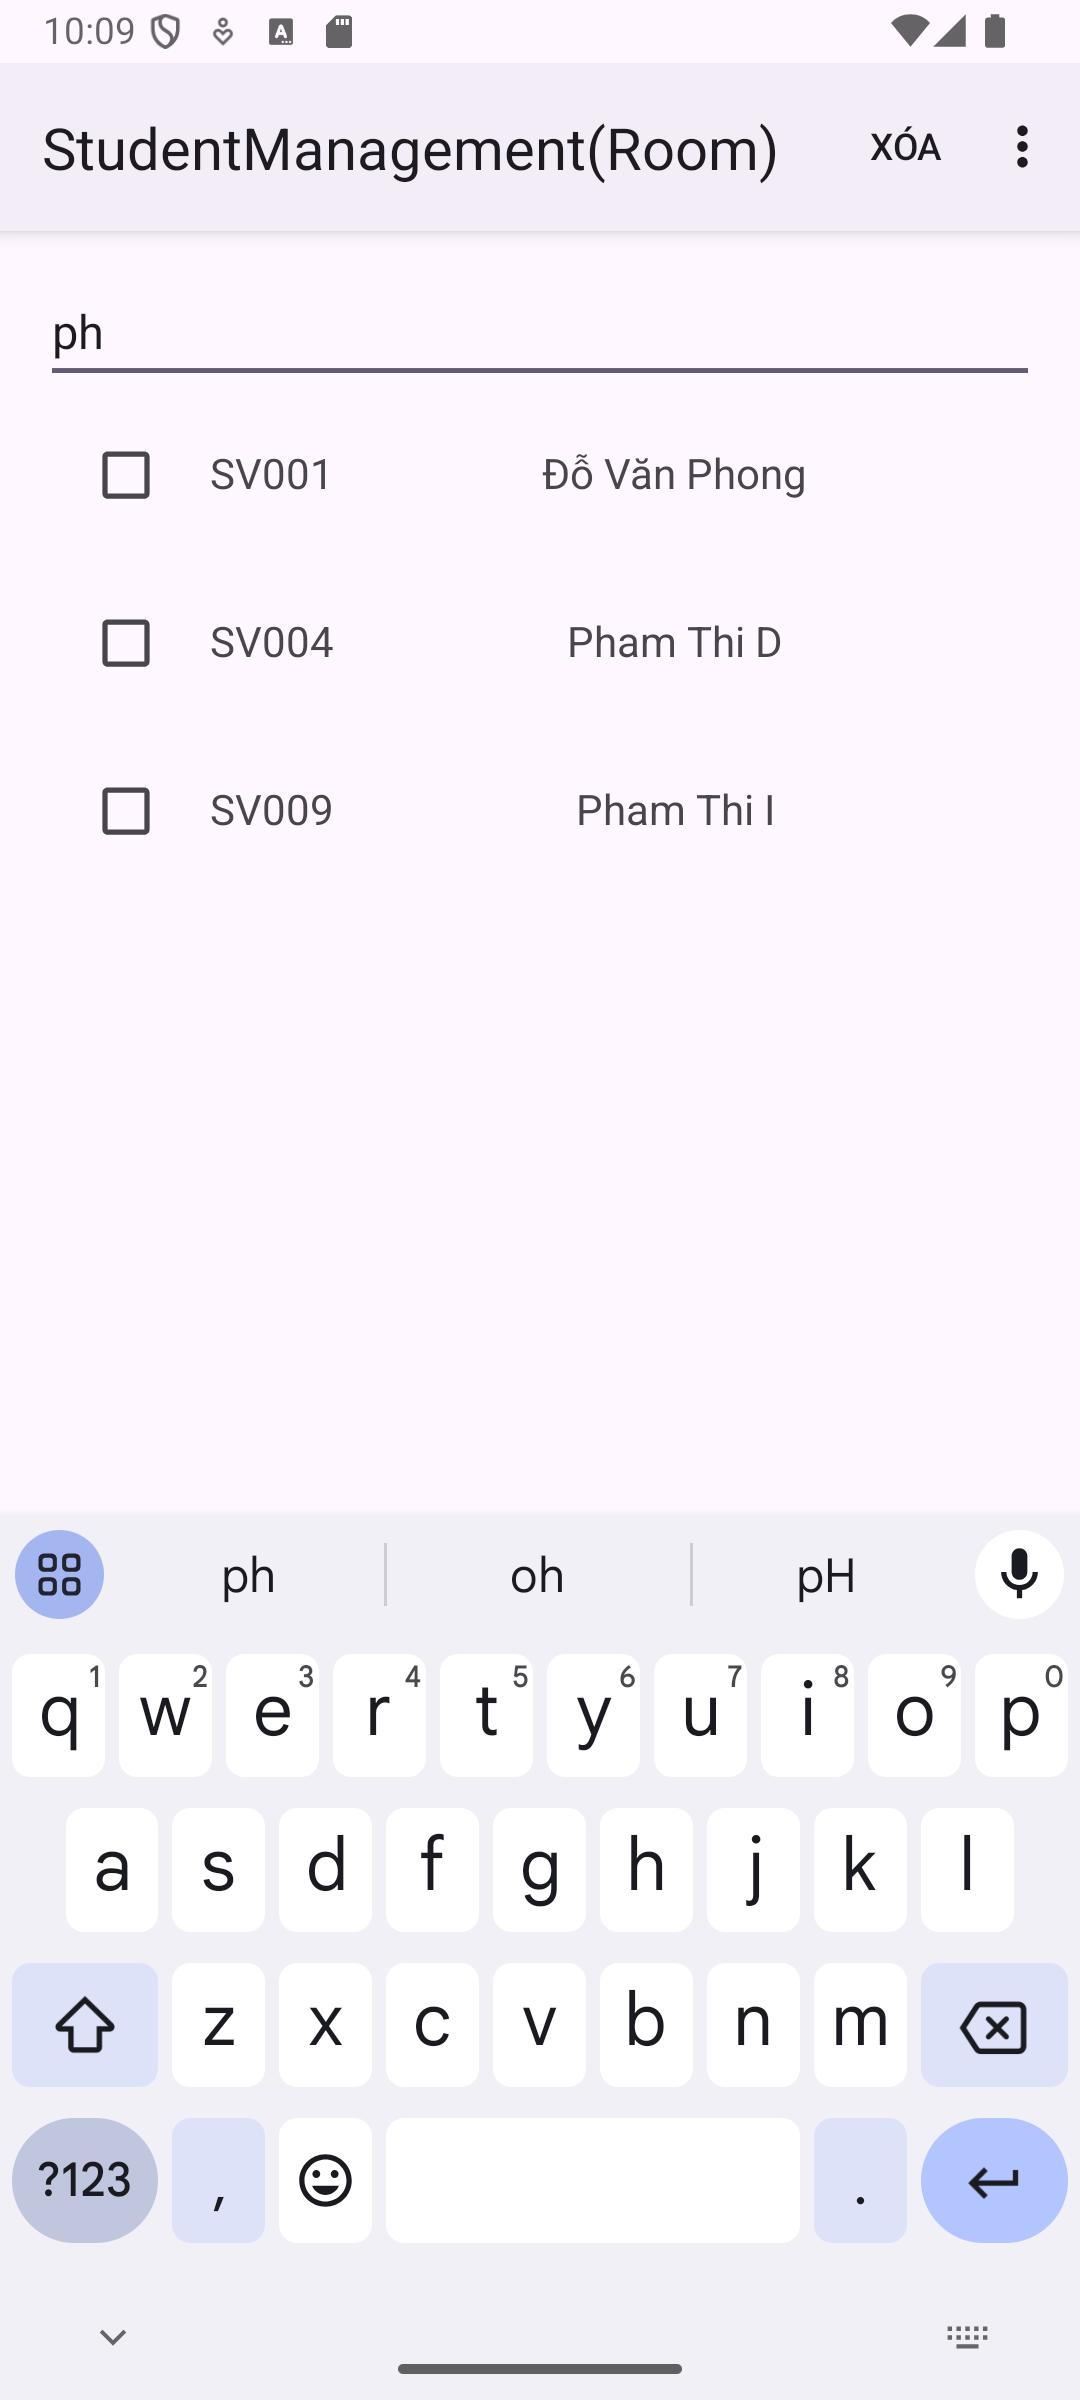 10:09
StudentManagement(Room) XÓA
ph
SV001 Đỗ Văn Phong
SV004 Pham Thi D
SV009 Pham Thi I
ph oh pH
q1 w2 e3 r4 t5 y6 u7 i8 o9 p0
a s d f g h j k l
z x c v b n m
?123 , .